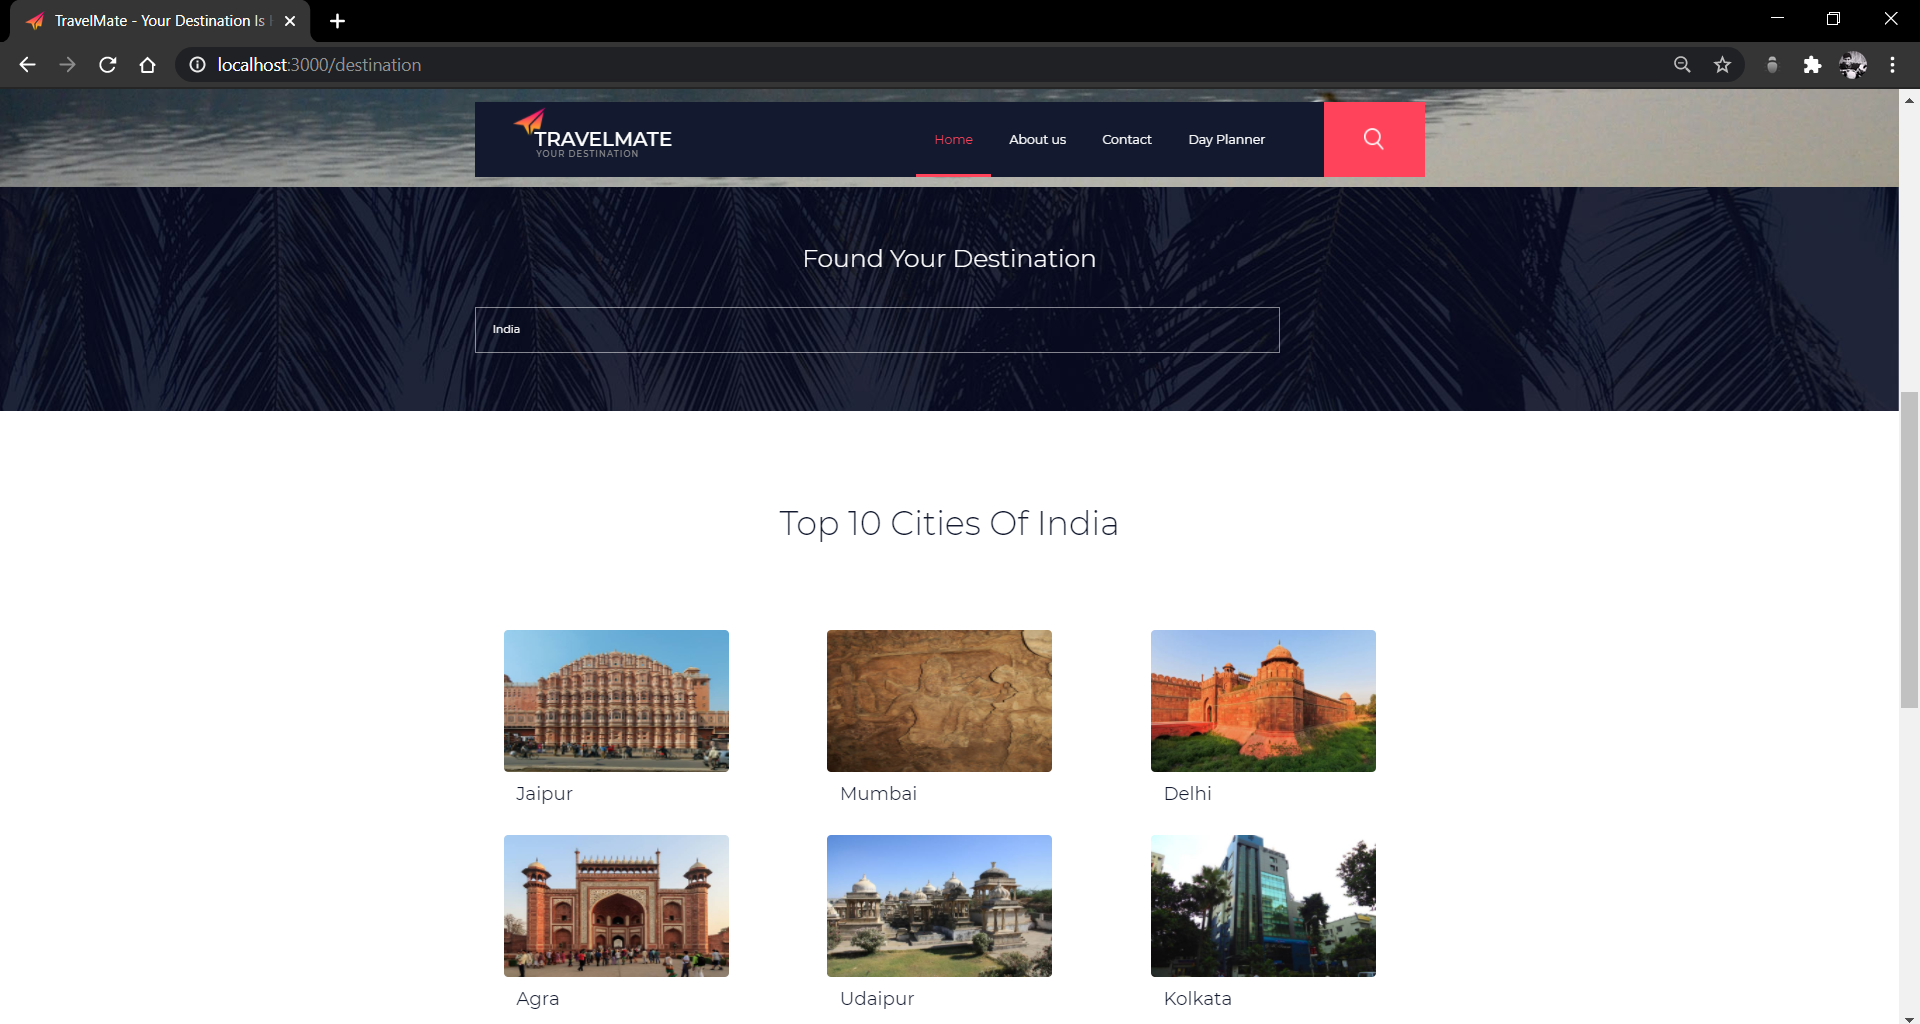 TravelMate - Your Destination Is
localhost:3000/destination
TRAVELMATE
YOUR DESTINATION
Home
About us
Contact
Day Planner
Found Your Destination
India
Top 10 Cities Of India
Jaipur
Mumbai
Delhi
Agra
Udaipur
Kolkata